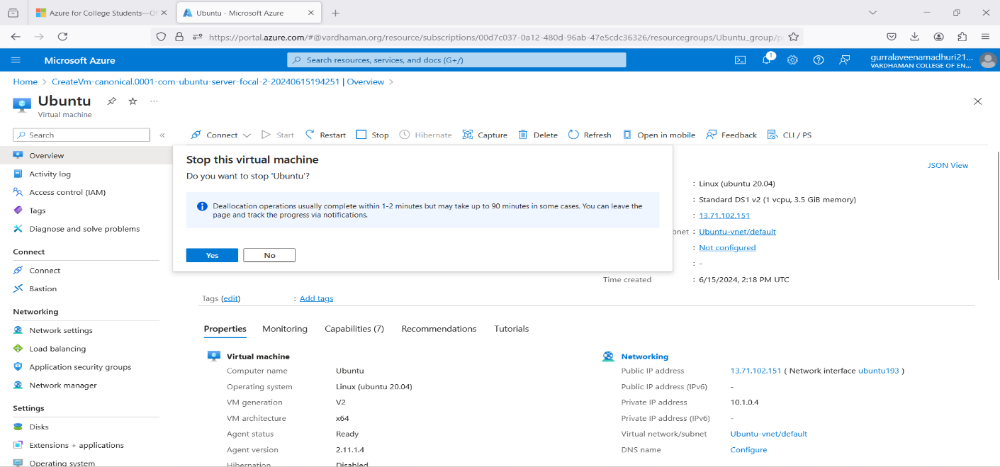 Azure for College Students—Of
Ubuntu - Microsoft Azure
https://portal.azure.com/#@vardhaman.org/resource/subscriptions/00d7c037-0a12-480d-96ab-47e5cdc36326/resourcegroups/Ubuntu_group/p
Microsoft Azure
Search resources, services, and docs (G+/)
1
gurralaveenamadhuri21...
VARDHAMAN COLLEGE OF EN...
Home > CreateVm-canonical.0001-com-ubuntu-server-focal-2-20240615194251 | Overview >
Ubuntu
Virtual machine
Search
Connect
Start
Restart
Stop
Hibernate
Capture
Delete
Refresh
Open in mobile
Feedback
CLI / PS
Overview
Activity log
Access control (IAM)
Tags
Diagnose and solve problems
Connect
Connect
Bastion
Networking
Network settings
Load balancing
Application security groups
Network manager
Settings
Disks
Extensions + applications
Operating system
Stop this virtual machine
Do you want to stop 'Ubuntu'?
Deallocation operations usually complete within 1-2 minutes but may take up to 90 minutes in some cases. You can leave the
page and track the progress via notifications.
Yes
No
JSON View
: Linux (ubuntu 20.04)
: Standard DS1 v2 (1 vcpu, 3.5 GiB memory)
: 13.71.102.151
bnet : Ubuntu-vnet/default
: Not configured
: -
Time created : 6/15/2024, 2:18 PM UTC
Tags (edit) : Add tags
Properties
Monitoring
Capabilities (7)
Recommendations
Tutorials
Virtual machine
Computer name Ubuntu
Operating system Linux (ubuntu 20.04)
VM generation V2
VM architecture x64
Agent status Ready
Agent version 2.11.1.4
Hibernation Disabled
Networking
Public IP address 13.71.102.151 ( Network interface ubuntu193 )
Public IP address (IPv6) -
Private IP address 10.1.0.4
Private IP address (IPv6) -
Virtual network/subnet Ubuntu-vnet/default
DNS name Configure